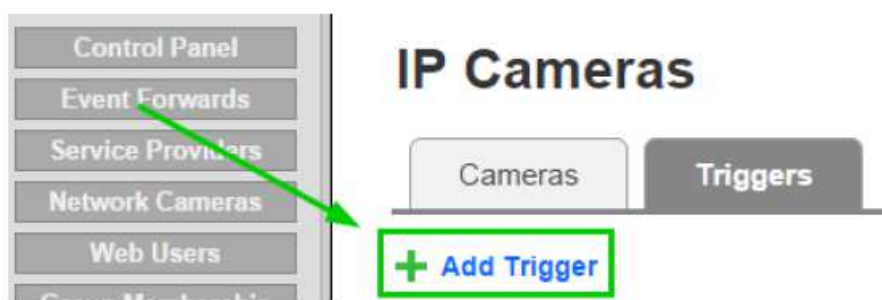 Control Panel
Event Forwards
Service Providers
Network Cameras
Web Users
IP Cameras
Cameras
Triggers
Add Trigger